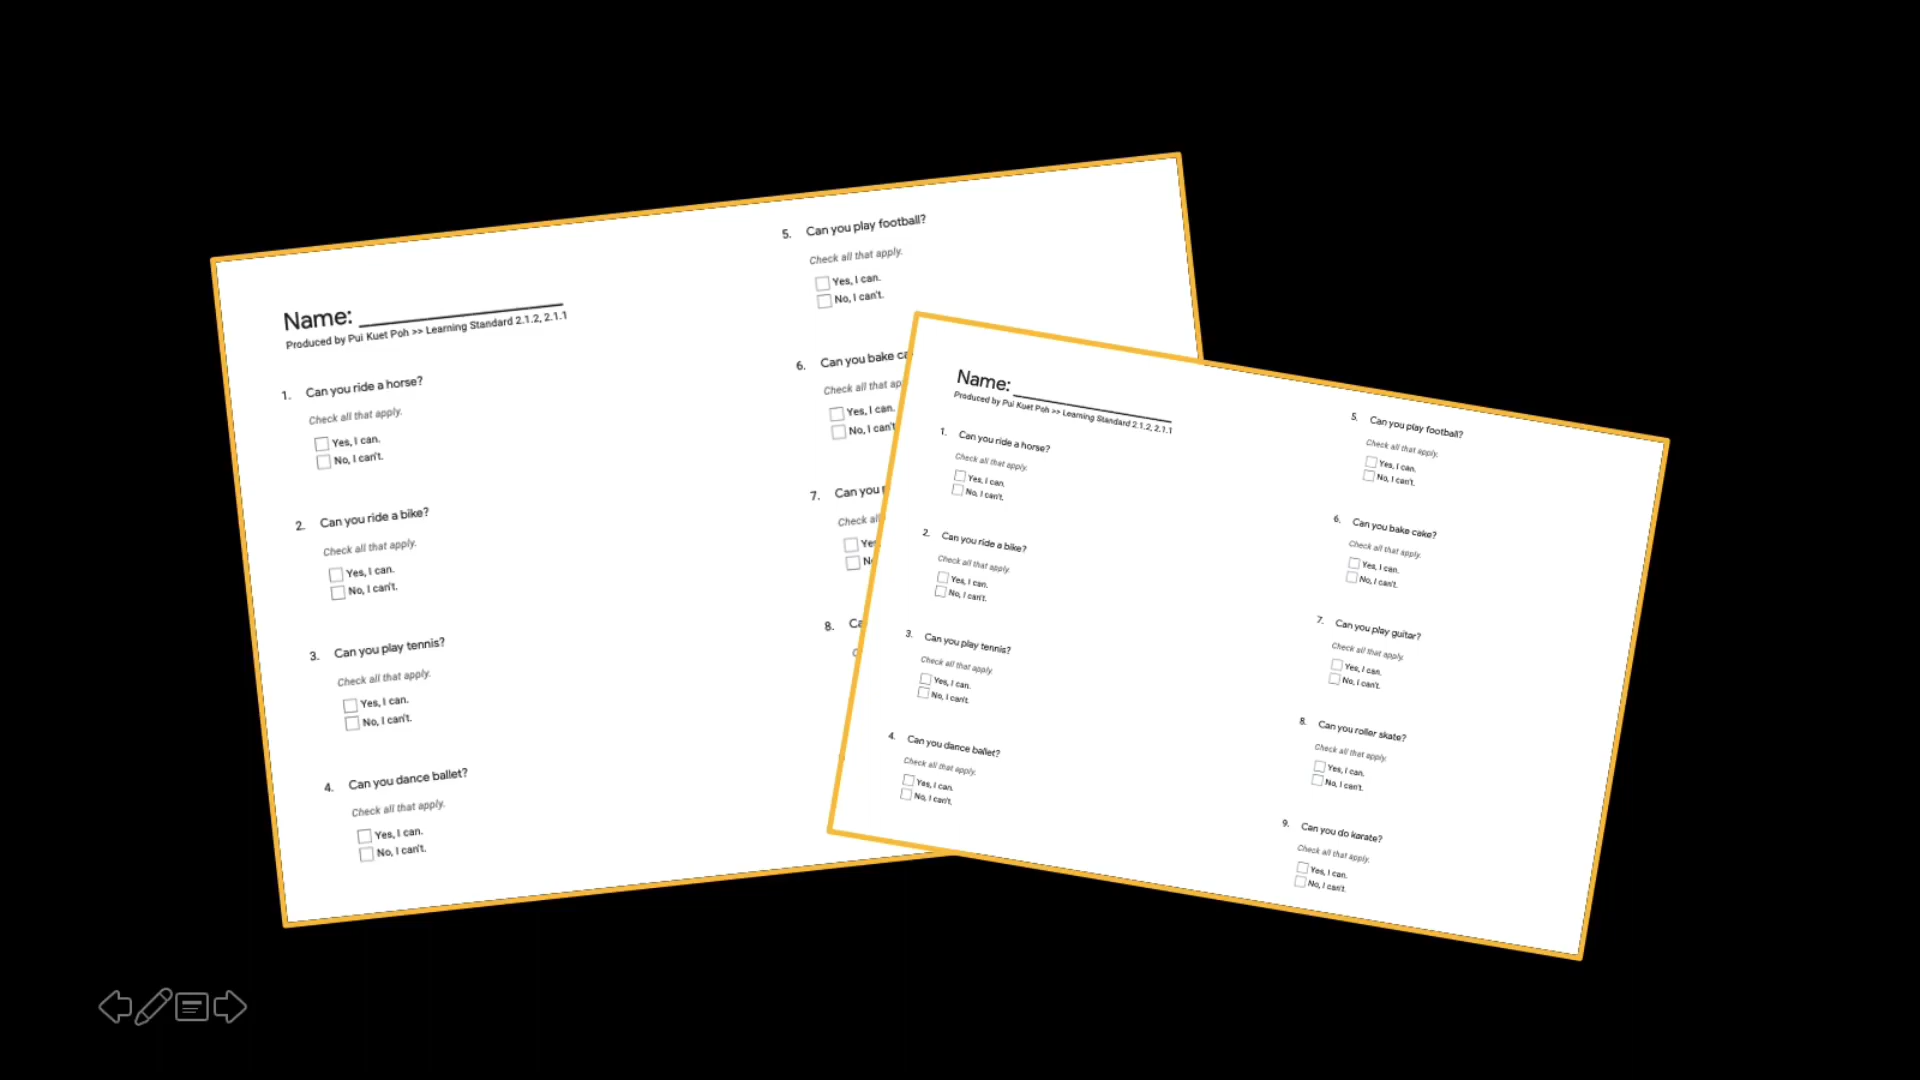 Name:
Produced by Pui Kuet Poh >> Learning Standard 2.1.2, 2.1.1
1. Can you ride a horse?
Check all that apply.
Yes, I can.
No, I can't.
2. Can you ride a bike?
Check all that apply.
Yes, I can.
No, I can't.
3. Can you play tennis?
Check all that apply.
Yes, I can.
No, I can't.
4. Can you dance ballet?
Check all that apply.
Yes, I can.
No, I can't.
5. Can you play football?
Check all that apply.
Yes, I can.
No, I can't.
6. Can you bake
Check all that
Yes, I can.
No, I can't
7. Can you
Check all
8.
Name:
Produced by Pui Kuet Poh >> Learning Standard 2.1.2, 2.1.1
1. Can you ride a horse?
Check all that apply.
Yes, I can.
No, I can't.
2. Can you ride a bike?
Check all that apply.
Yes, I can.
No, I can't.
3. Can you play tennis?
Check all that apply.
Yes, I can.
No, I can't.
4. Can you dance ballet?
Check all that apply.
Yes, I can.
No, I can't.
5. Can you play football?
Check all that apply.
Yes, I can.
No, I can't.
6. Can you bake cake?
Check all that apply.
Yes, I can.
No, I can't.
7. Can you play guitar?
Check all that apply.
Yes, I can.
No, I can't.
8. Can you roller skate?
Check all that apply.
Yes, I can.
No, I can't.
9. Can you do karate?
Check all that apply.
Yes, I can.
No, I can't.